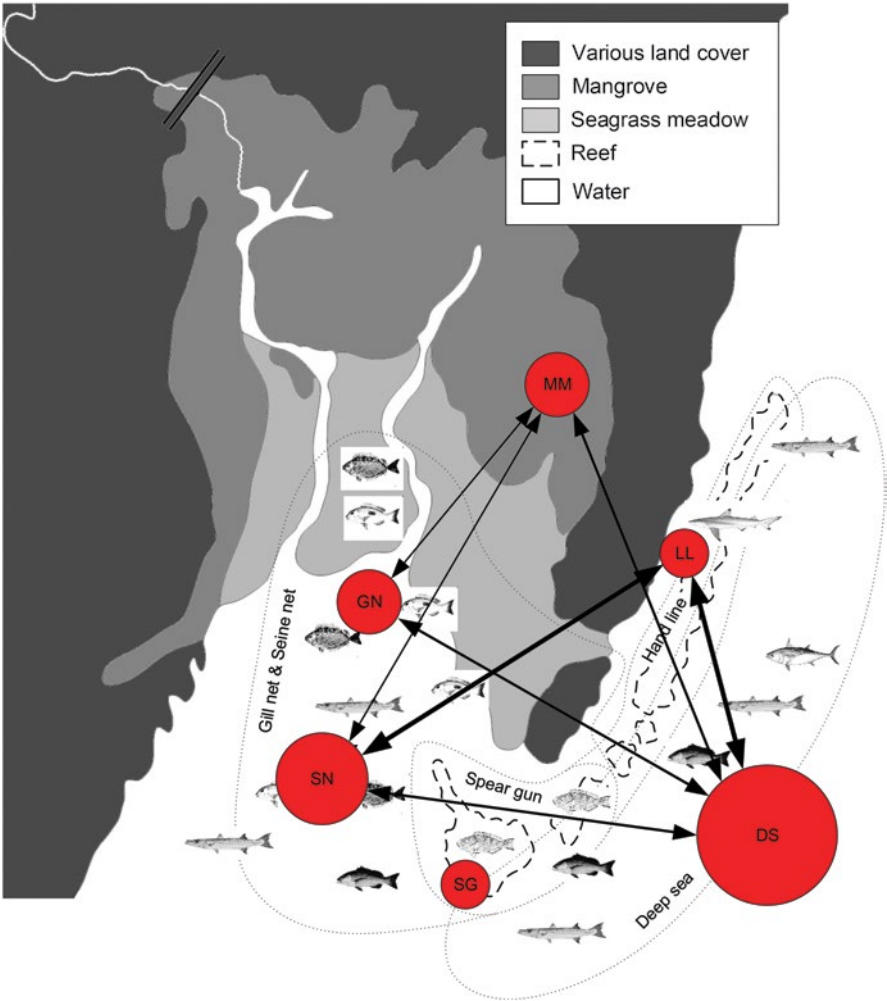 Various land cover
Mangrove
Seagrass meadow
Reef
Water
MM
LL
GN
Hand line
Gill net & Seine net
SN
Spear gun
DS
SG
Deep sea